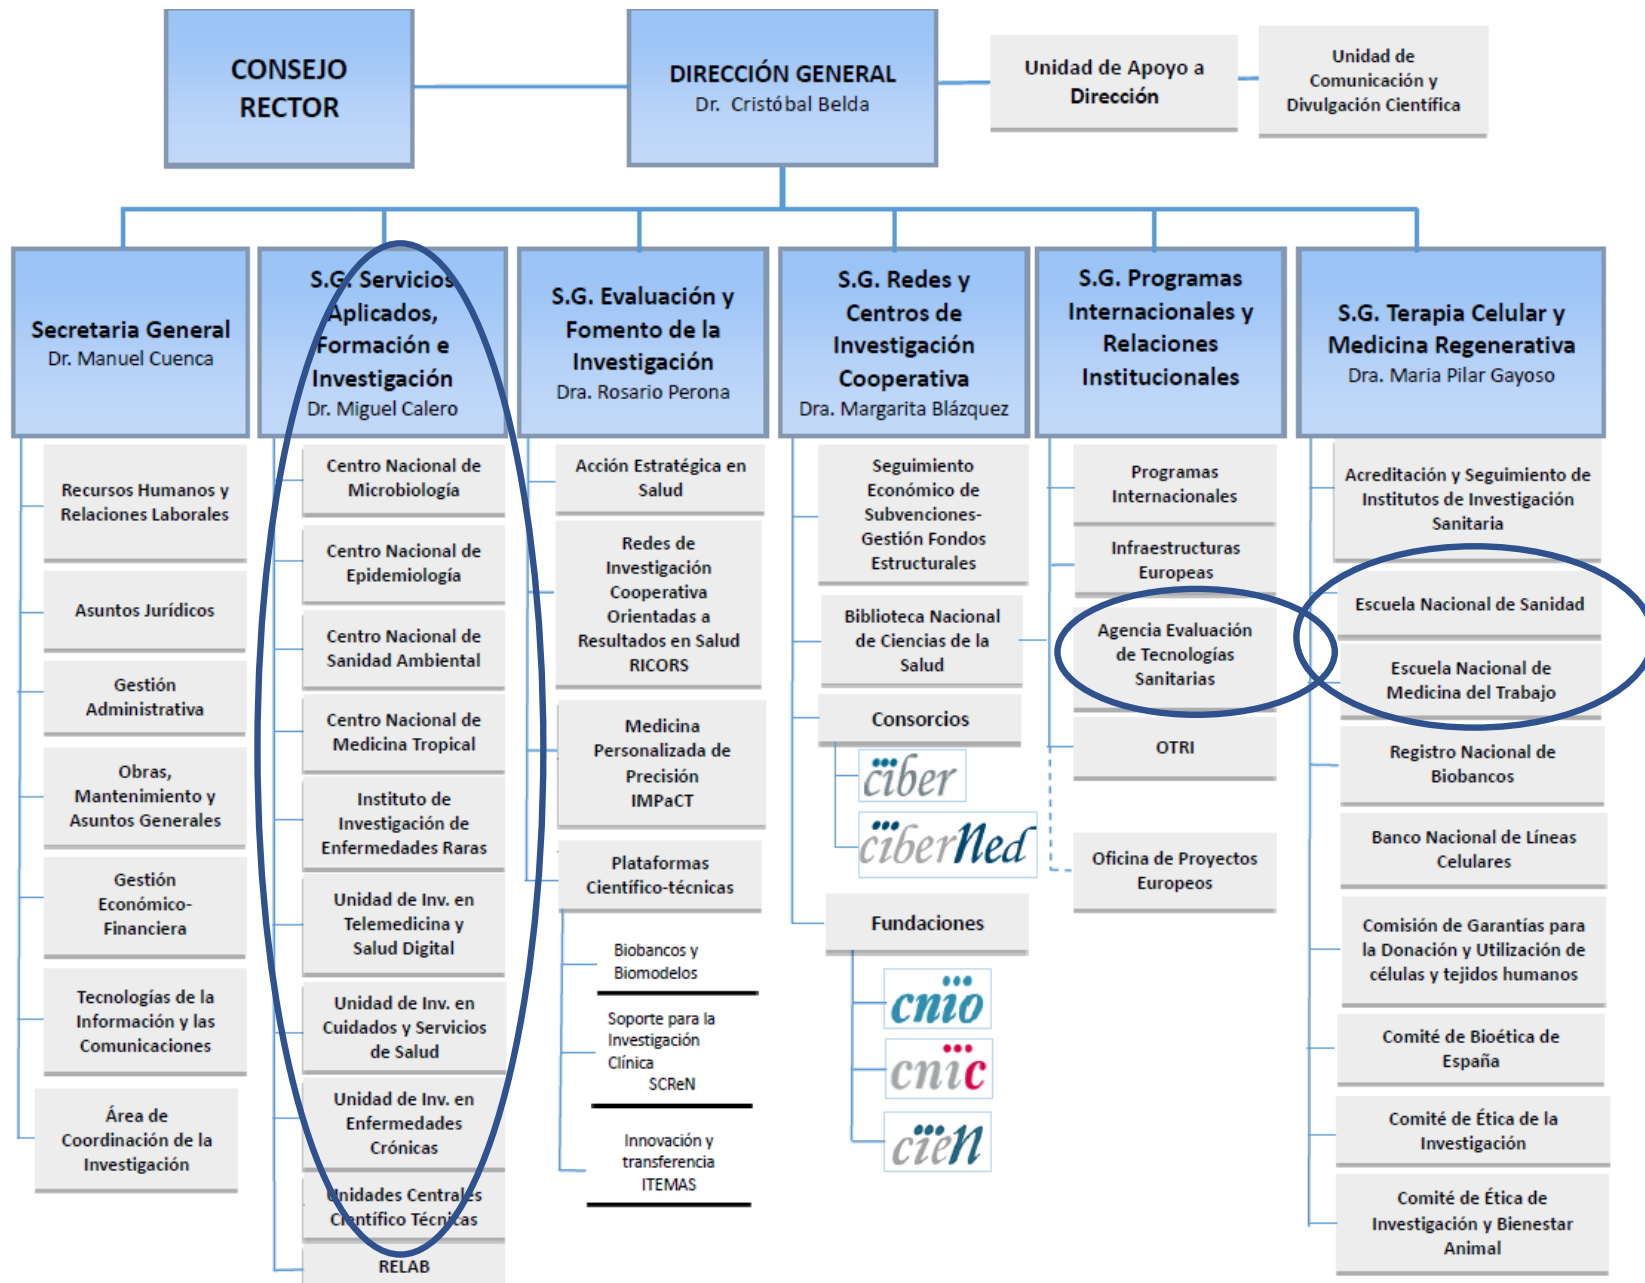 CONSEJO
RECTOR
DIRECCIÓN GENERAL
Dr. Cristóbal Belda
Unidad de Apoyo a
Dirección
Unidad de
Comunicación y
Divulgación Científica
Secretaria General
Dr. Manuel Cuenca
Recursos Humanos y
Relaciones Laborales
Asuntos Jurídicos
Gestión
Administrativa
Obras,
Mantenimiento y
Asuntos Generales
Gestión
Económico-
Financiera
Tecnologías de la
Información y las
Comunicaciones
Área de
Coordinación de la
Investigación
S.G. Servicios
Aplicados,
Formación e
Investigación
Dr. Miguel Calero
Centro Nacional de
Microbiología
Centro Nacional de
Epidemiología
Centro Nacional de
Sanidad Ambiental
Centro Nacional de
Medicina Tropical
Instituto de
Investigación de
Enfermedades Raras
Unidad de Inv. en
Telemedicina y
Salud Digital
Unidad de Inv. en
Cuidados y Servicios
de Salud
Unidad de Inv. en
Enfermedades
Crónicas
Unidades Centrales
Científico Técnicas
RELAB
S.G. Evaluación y
Fomento de la
Investigación
Dra. Rosario Perona
Acción Estratégica en
Salud
Redes de
Investigación
Cooperativa
Orientadas a
Resultados en Salud
RICORS
Medicina
Personalizada de
Precisión
IMPaCT
Plataformas
Científico-técnicas
Biobancos y
Biomodelos
Soporte para la
Investigación
Clínica
SCReN
Innovación y
transferencia
ITEMAS
S.G. Redes y
Centros de
Investigación
Cooperativa
Dra. Margarita Blázquez
Seguimiento
Económico de
Subvenciones-
Gestión Fondos
Estructurales
Biblioteca Nacional
de Ciencias de la
Salud
Consorcios
ciber
ciberNed
Fundaciones
cnio
cnic
cien
S.G. Programas
Internacionales y
Relaciones
Institucionales
Programas
Internacionales
Infraestructuras
Europeas
Agencia Evaluación
de Tecnologías
Sanitarias
OTRI
Oficina de Proyectos
Europeos
S.G. Terapia Celular y
Medicina Regenerativa
Dra. Maria Pilar Gayoso
Acreditación y Seguimiento de
Institutos de Investigación
Sanitaria
Escuela Nacional de Sanidad
Escuela Nacional de
Medicina del Trabajo
Registro Nacional de
Biobancos
Banco Nacional de Líneas
Celulares
Comisión de Garantías para
la Donación y Utilización de
células y tejidos humanos
Comité de Bioética de
España
Comité de Ética de la
Investigación
Comité de Ética de
Investigación y Bienestar
Animal